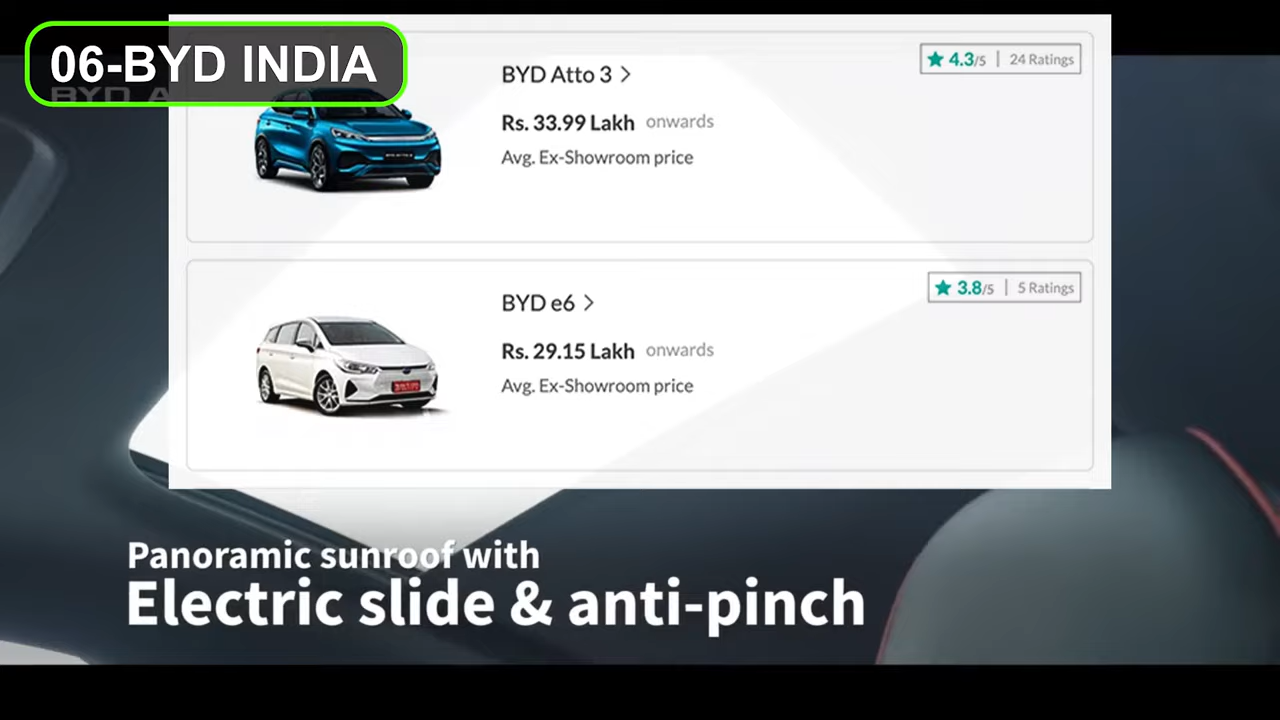 06-BYD INDIA
BYD A
BYD Atto 3 >
4.3/5 | 24 Ratings
Rs. 33.99 Lakh onwards
Avg. Ex-Showroom price
BYD e6 >
3.8/5 | 5 Ratings
Rs. 29.15 Lakh onwards
Avg. Ex-Showroom price
Panoramic sunroof with
Electric slide & anti-pinch